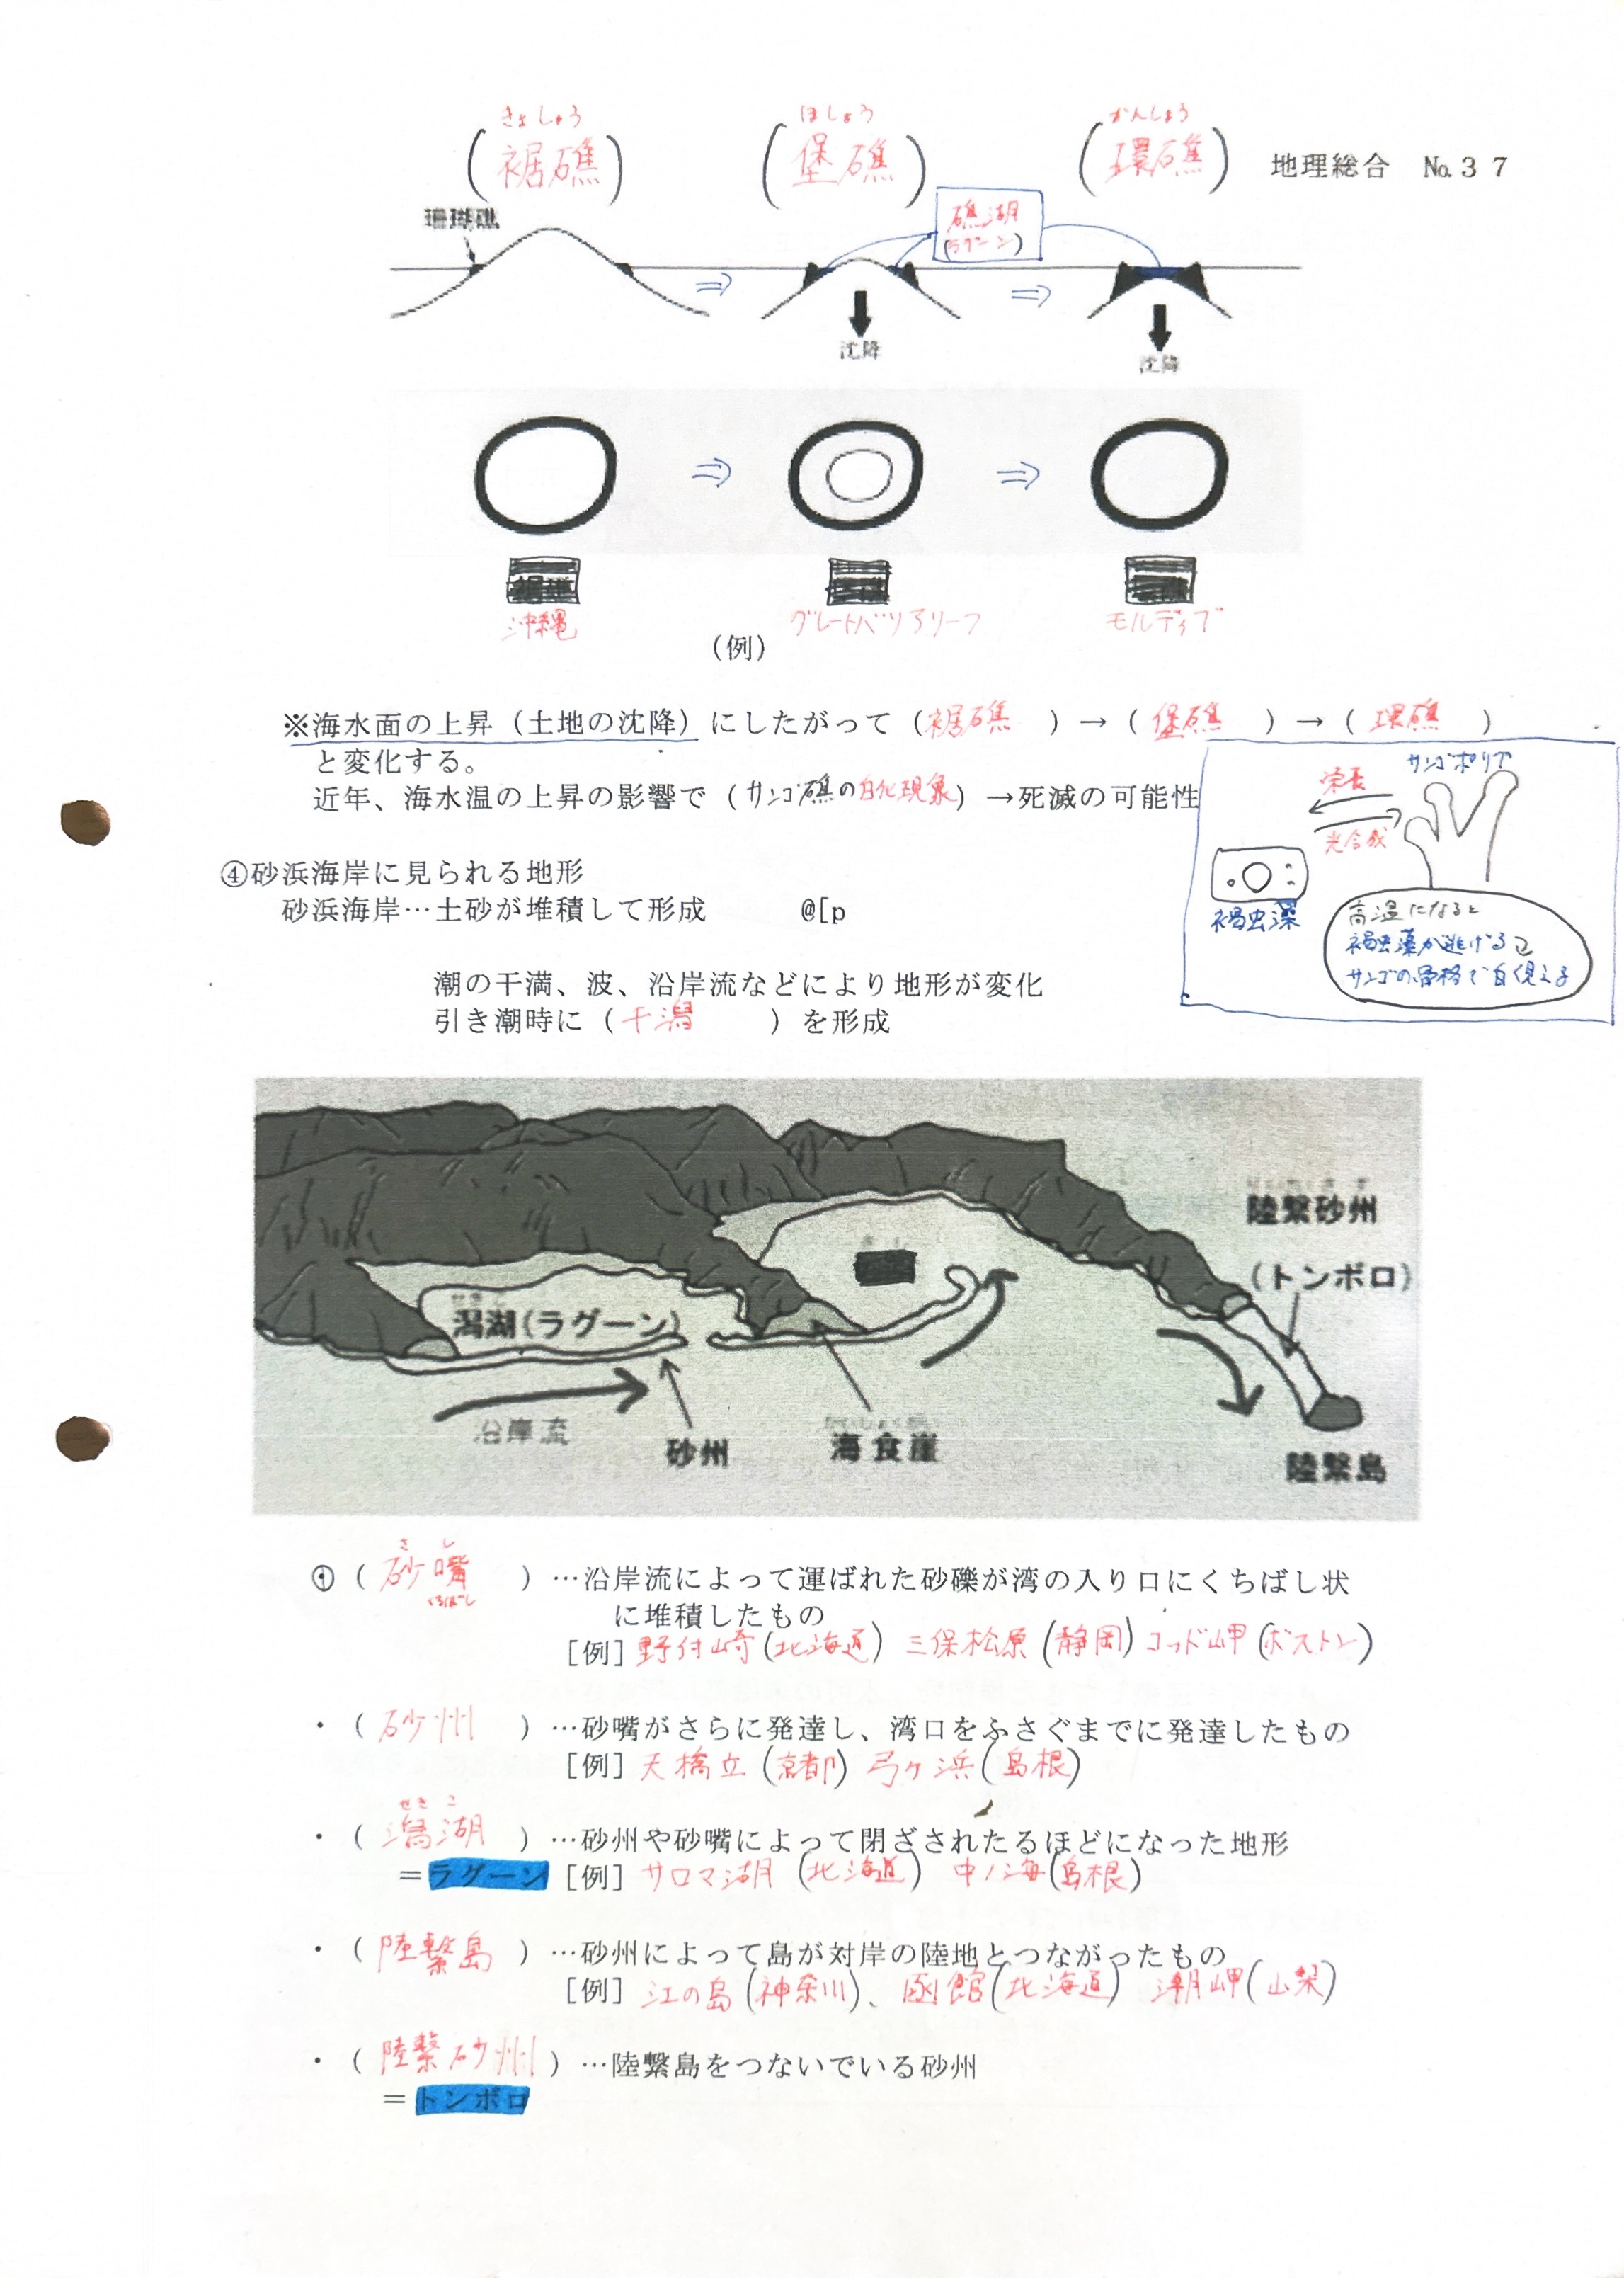 きょしょう ほしょう かんしょう
(裾礁) (堡礁) (環礁) 地理総合 №37
珊瑚礁 礁湖
(ラグーン)
沈降 沈降
沖縄 グレートバリアリーフ モルディブ
(例)
※海水面の上昇(土地の沈降)にしたがって(裾礁)→(堡礁)→(環礁)
と変化する。
近年、海水温の上昇の影響で(サンゴ礁の白化現象)→死滅の可能性
サンゴポリプ
栄養
光合成
褐虫藻
高温になると
褐虫藻が逃げる
サンゴの骨格で白く見える
④砂浜海岸に見られる地形
砂浜海岸…土砂が堆積して形成 @[p
潮の干満、波、沿岸流などにより地形が変化
引き潮時に(干潟)を形成
陸繋砂州
(トンボロ)
さし
せきこ
潟湖(ラグーン)
沿岸流
砂州
かいしょくがい
海食崖
陸繋島
さし
①(砂嘴)…沿岸流によって運ばれた砂礫が湾の入り口にくちばし状
くちばし
に堆積したもの
[例]野付崎(北海道) 三保松原(静岡) コッド岬(ボストン)
・(砂州)…砂嘴がさらに発達し、湾口をふさぐまでに発達したもの
[例]天橋立(京都) 弓ヶ浜(島根)
せきこ
・(潟湖)…砂州や砂嘴によって閉ざされたるほどになった地形
=ラグーン [例]サロマ湖(北海道) 中ノ海(島根)
・(陸繋島)…砂州によって島が対岸の陸地とつながったもの
[例]江の島(神奈川)、函館(北海道) 潮岬(山梨)
・(陸繋砂州)…陸繋島をつないでいる砂州
=トンボロ